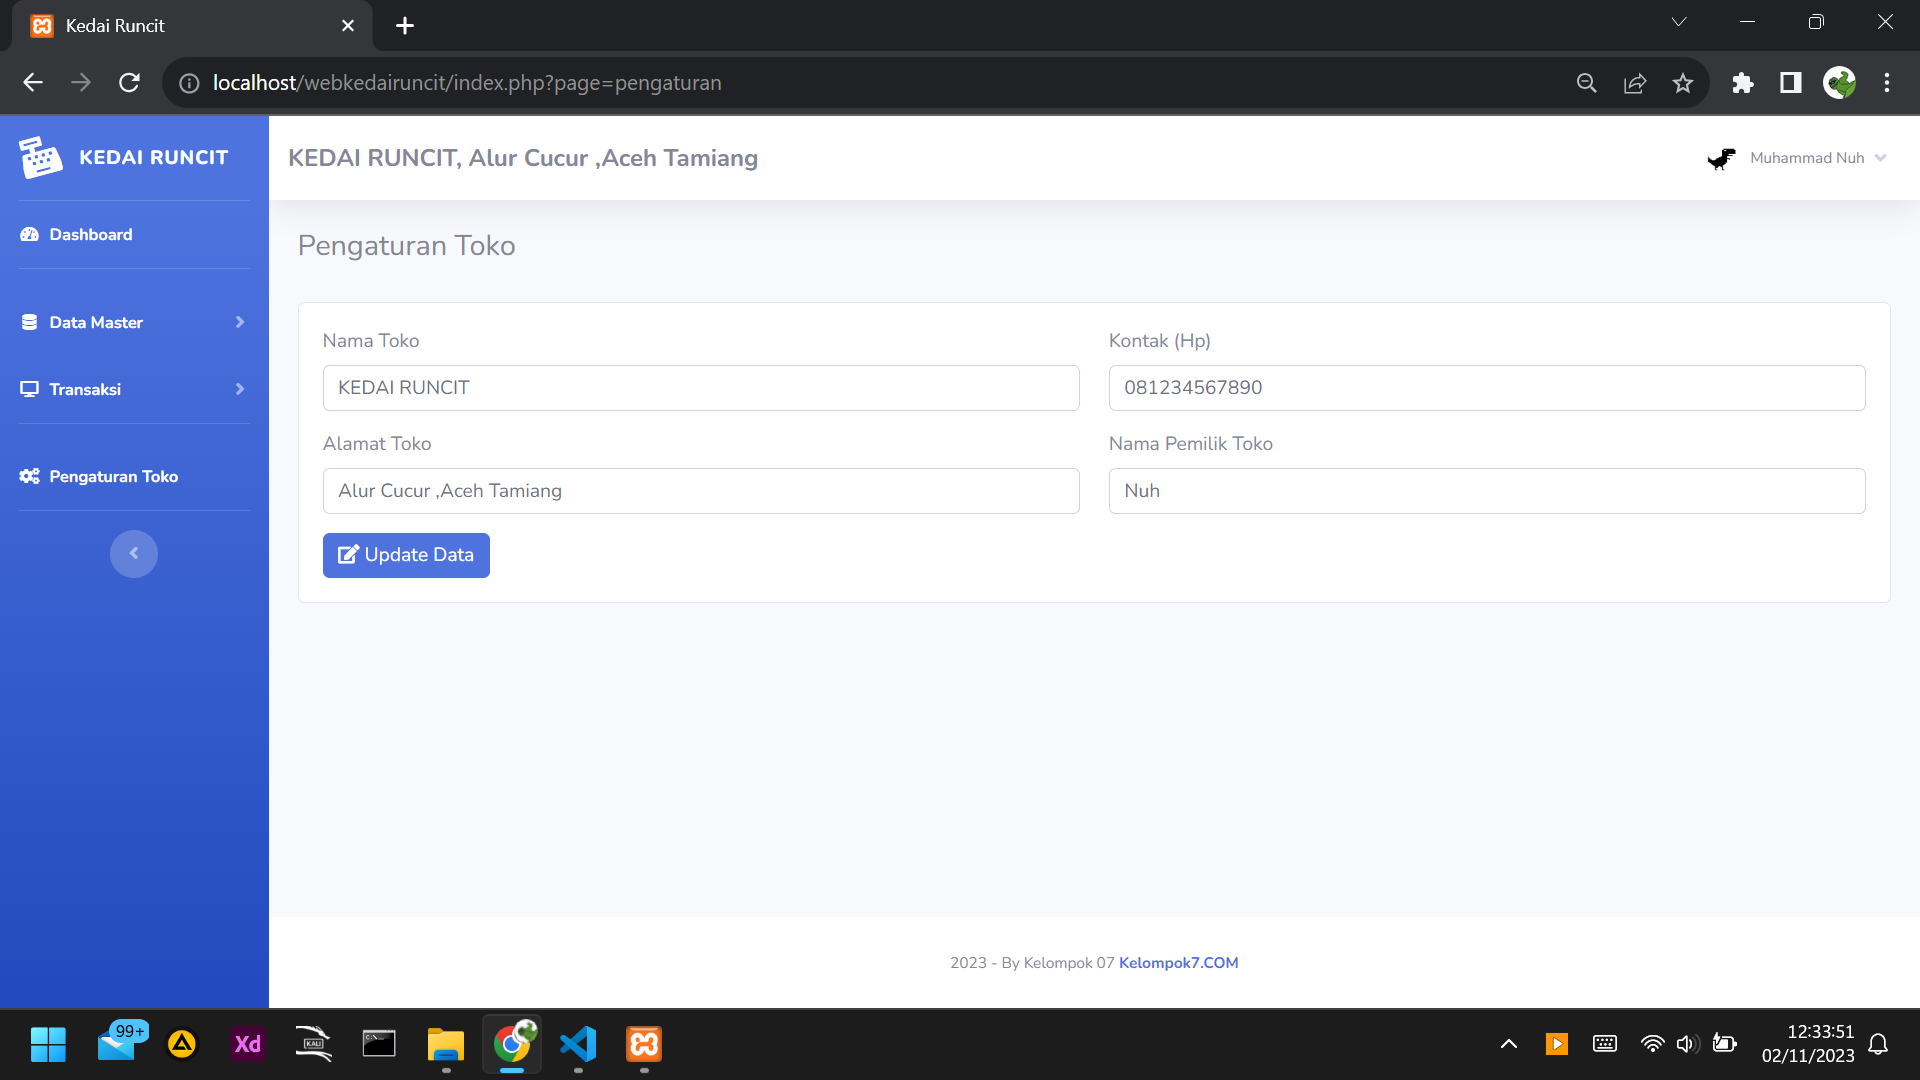 Kedai Runcit
localhost/webkedairuncit/index.php?page=pengaturan
KEDAI RUNCIT
KEDAI RUNCIT, Alur Cucur ,Aceh Tamiang
Muhammad Nuh
Dashboard
Data Master
Transaksi
Pengaturan Toko
Pengaturan Toko
Nama Toko
KEDAI RUNCIT
Kontak (Hp)
081234567890
Alamat Toko
Alur Cucur ,Aceh Tamiang
Nama Pemilik Toko
Nuh
Update Data
2023 - By Kelompok 07 Kelompok7.COM
99+
Xd
KALI
C:\
12:33:51
02/11/2023